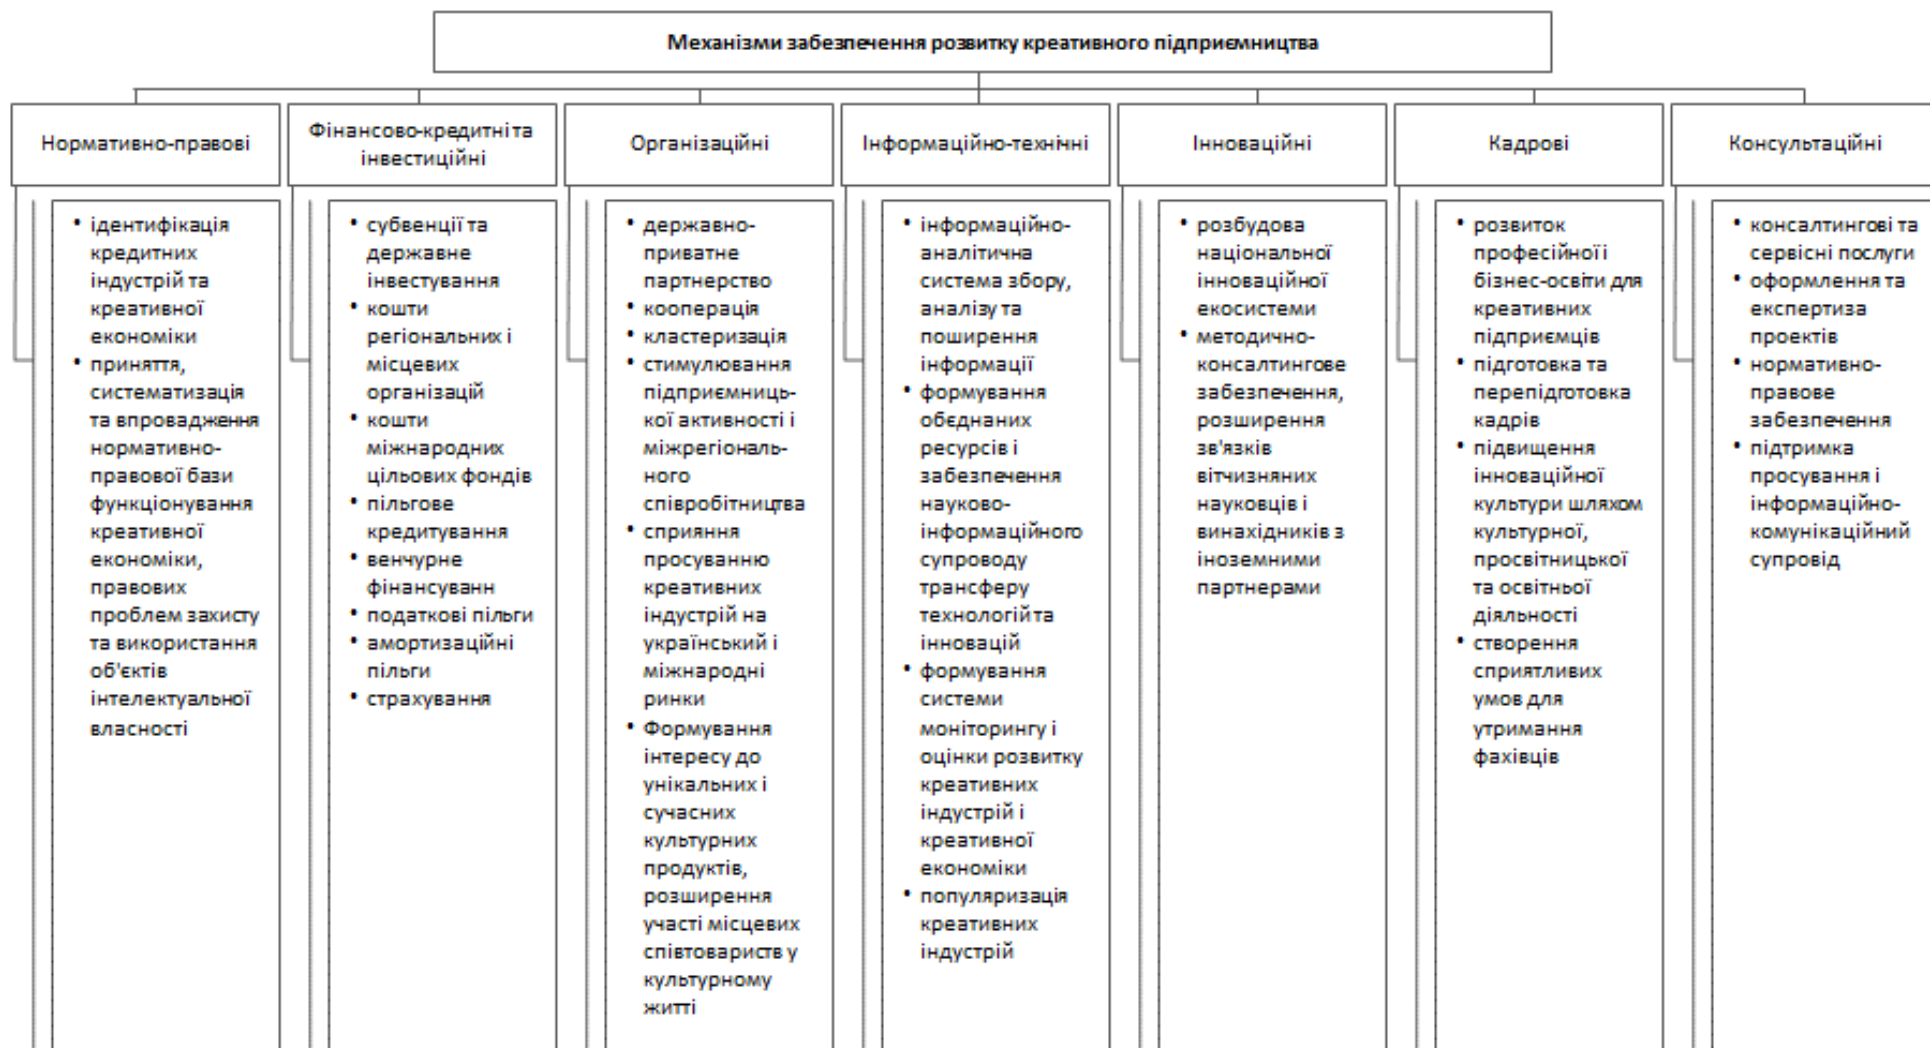 Механізми забезпечення розвитку креативного підприємництва
Нормативно-правові
Фінансово-кредитні та
інвестиційні
Організаційні
Інформаційно-технічні
Інноваційні
Кадрові
Консультаційні
• ідентифікація
кредитних
індустрій та
креативної
економіки
• приняття,
систематизація
та впровадження
нормативно-
правової бази
функціонування
креативної
економіки,
правових
проблем захисту
та використання
об'єктів
інтелектуальної
власності
• субвенції та
державне
інвестування
• кошти
регіональних і
місцевих
організацій
• кошти
міжнародних
цільових фондів
• пільгове
кредитування
• венчурне
фінансуванн
• податкові пільги
• амортизаційні
пільги
• страхування
• державно-
приватне
партнерство
• кооперація
• кластеризація
• стимулювання
підприємниць-
кої активності і
міжрегіональ-
ного
співробітництва
• сприяння
просуванню
креативних
індустрій на
український і
міжнародні
ринки
• Формування
інтересу до
унікальних і
сучасних
культурних
продуктів,
розширення
участі місцевих
співтовариств у
культурному
житті
• інформаційно-
аналітична
система збору,
аналізу та
поширення
інформації
• формування
обєднаних
ресурсів і
забезпечення
науково-
інформаційного
супроводу
трансферу
технологій та
інновацій
• формування
системи
моніторингу і
оцінки розвитку
креативних
індустрій і
креативної
економіки
• популяризація
креативних
індустрій
• розбудова
національної
інноваційної
екосистеми
• методично-
консалтингове
забезпечення,
розширення
зв'язків
вітчизняних
науковців і
винахідників з
іноземними
партнерами
• розвиток
професійної і
бізнес-освіти для
креативних
підприємців
• підготовка та
перепідготовка
кадрів
• підвищення
інноваційної
культури шляхом
культурної,
просвітницької
та освітньої
діяльності
• створення
сприятливих
умов для
утримання
фахівців
• консалтингові та
сервісні послуги
• оформлення та
експертиза
проектів
• нормативно-
правове
забезпечення
• підтримка
просування і
інформаційно-
комунікаційний
супровід